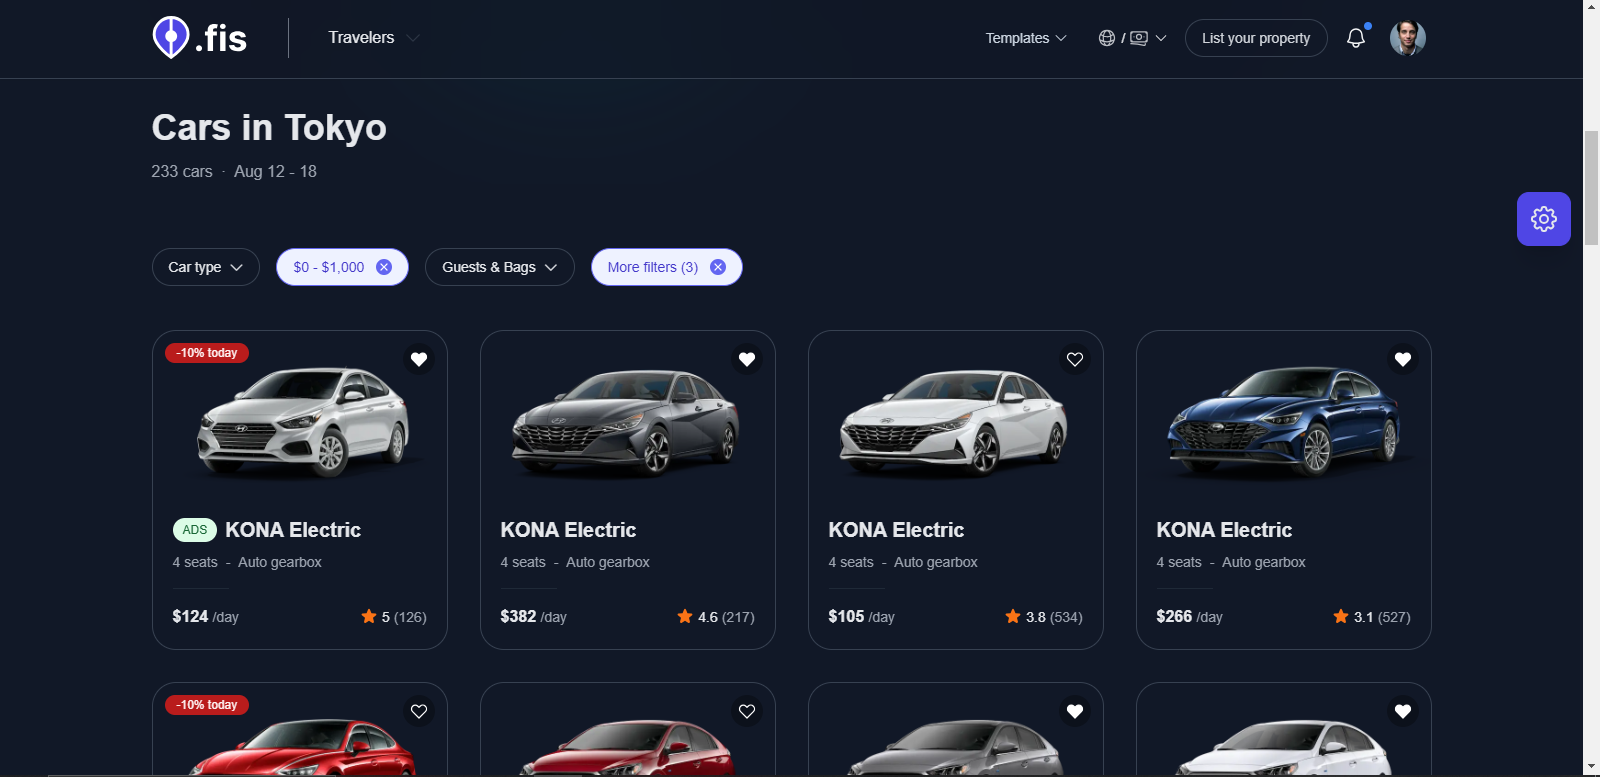 .fis
Travelers
Templates
/
List your property
Cars in Tokyo
233 cars · Aug 12 - 18
Car type
$0 - $1,000
Guests & Bags
More filters (3)
-10% today
ADS KONA Electric
4 seats - Auto gearbox
$124 /day
5 (126)
KONA Electric
4 seats - Auto gearbox
$382 /day
4.6 (217)
KONA Electric
4 seats - Auto gearbox
$105 /day
3.8 (534)
KONA Electric
4 seats - Auto gearbox
$266 /day
3.1 (527)
-10% today